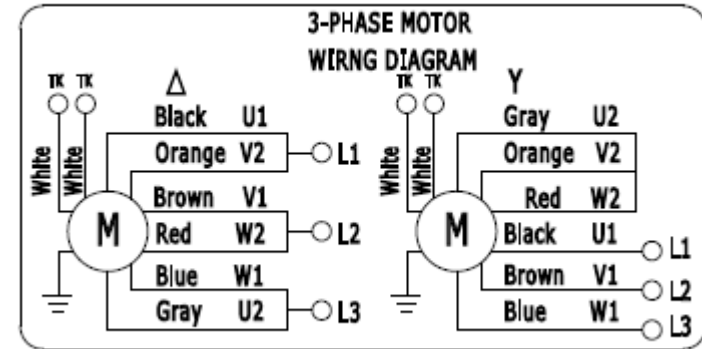 3-PHASE MOTOR
WIRNG DIAGRAM
TK TK
Δ
White
White
Black U1
Orange V2
L1
Brown V1
M
Red W2
L2
Blue W1
Gray U2
L3
TK TK
Y
White
White
Gray U2
Orange V2
Red W2
M
Black U1
L1
Brown V1
L2
Blue W1
L3